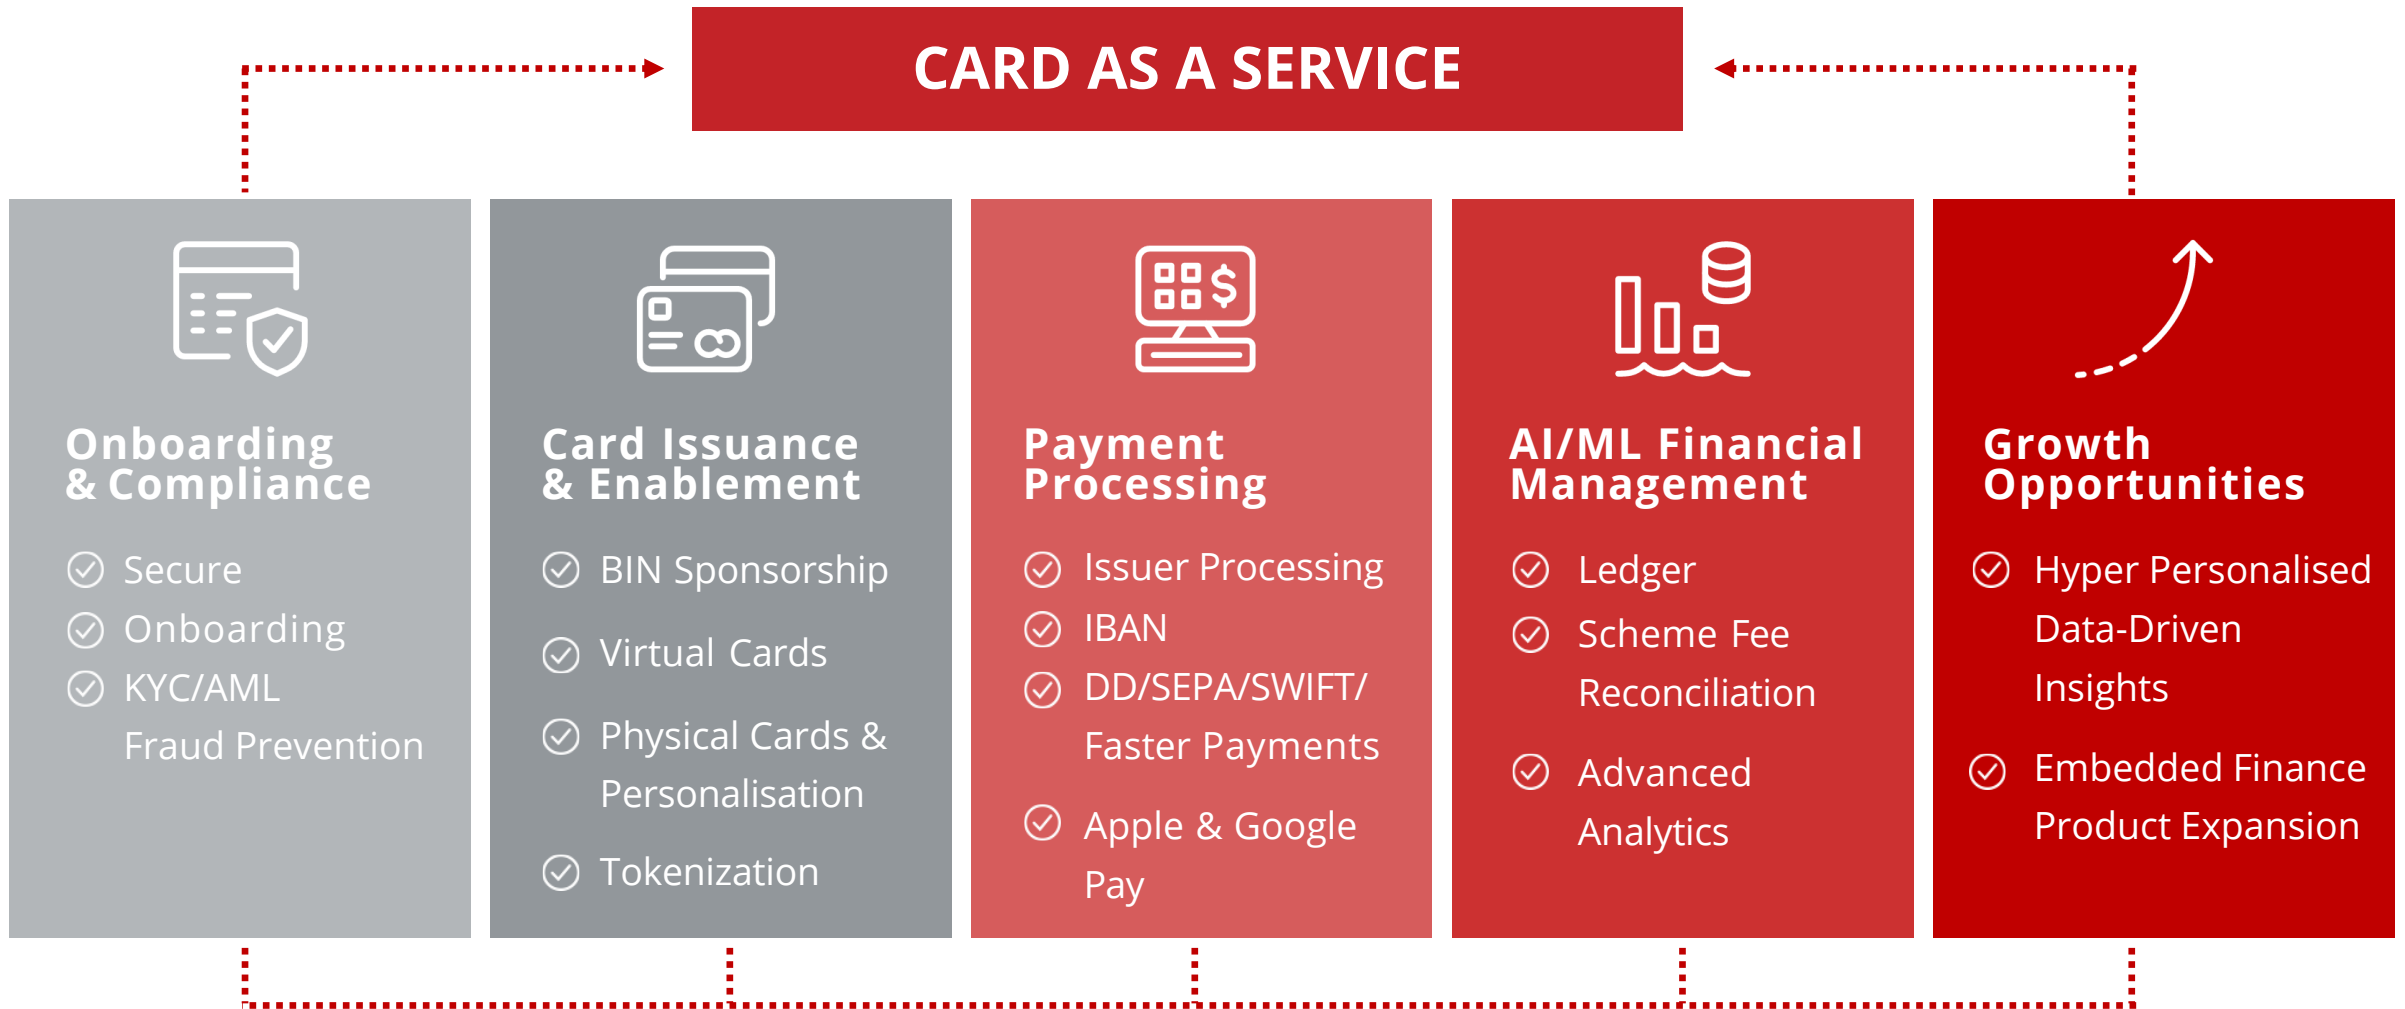 CARD AS A SERVICE
Onboarding
& Compliance
Secure
Onboarding
KYC/AML
Fraud Prevention
Card Issuance
& Enablement
BIN Sponsorship
Virtual Cards
Physical Cards &
Personalisation
Tokenization
Payment
Processing
Issuer Processing
IBAN
DD/SEPA/SWIFT/
Faster Payments
Apple & Google
Pay
AI/ML Financial
Management
Ledger
Scheme Fee
Reconciliation
Advanced
Analytics
Growth
Opportunities
Hyper Personalised
Data-Driven
Insights
Embedded Finance
Product Expansion